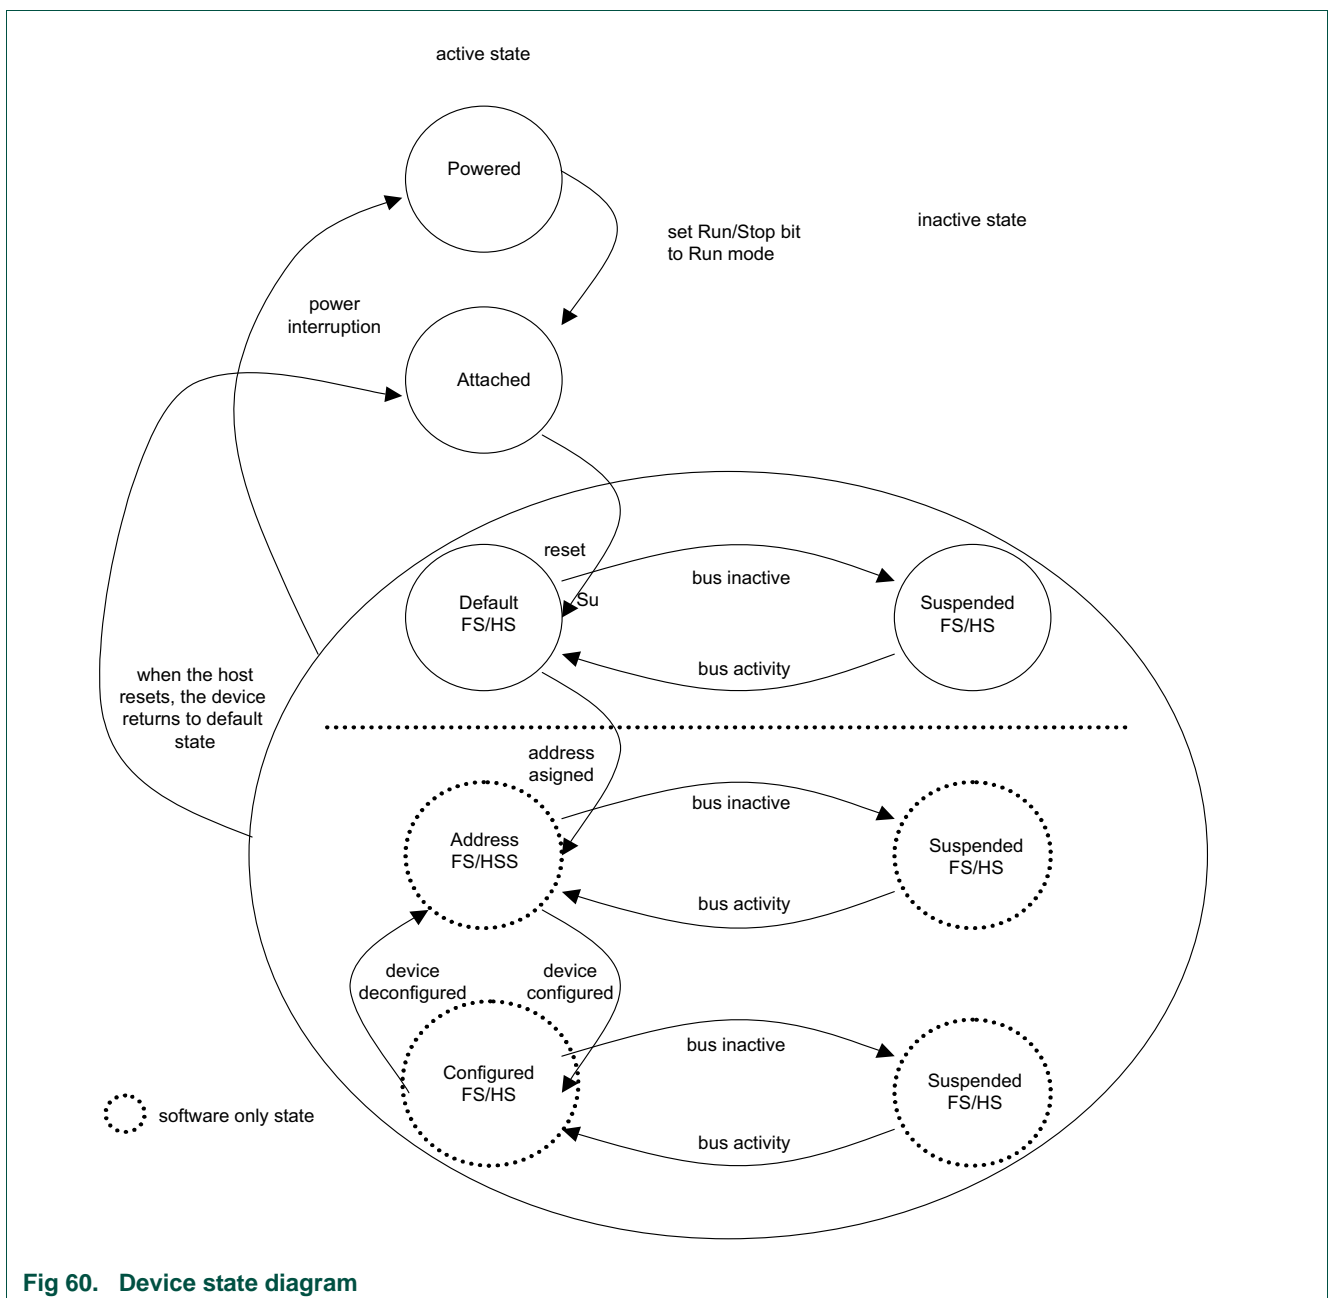 active state
Powered
inactive state
set Run/Stop bit
to Run mode
power
interruption
Attached
reset
bus inactive
Su
Default
FS/HS
Suspended
FS/HS
bus activity
when the host
resets, the device
returns to default
state
address
asigned
bus inactive
Address
FS/HSS
Suspended
FS/HS
bus activity
device
deconfigured
device
configured
bus inactive
Configured
FS/HS
Suspended
FS/HS
software only state
bus activity
Fig 60. Device state diagram